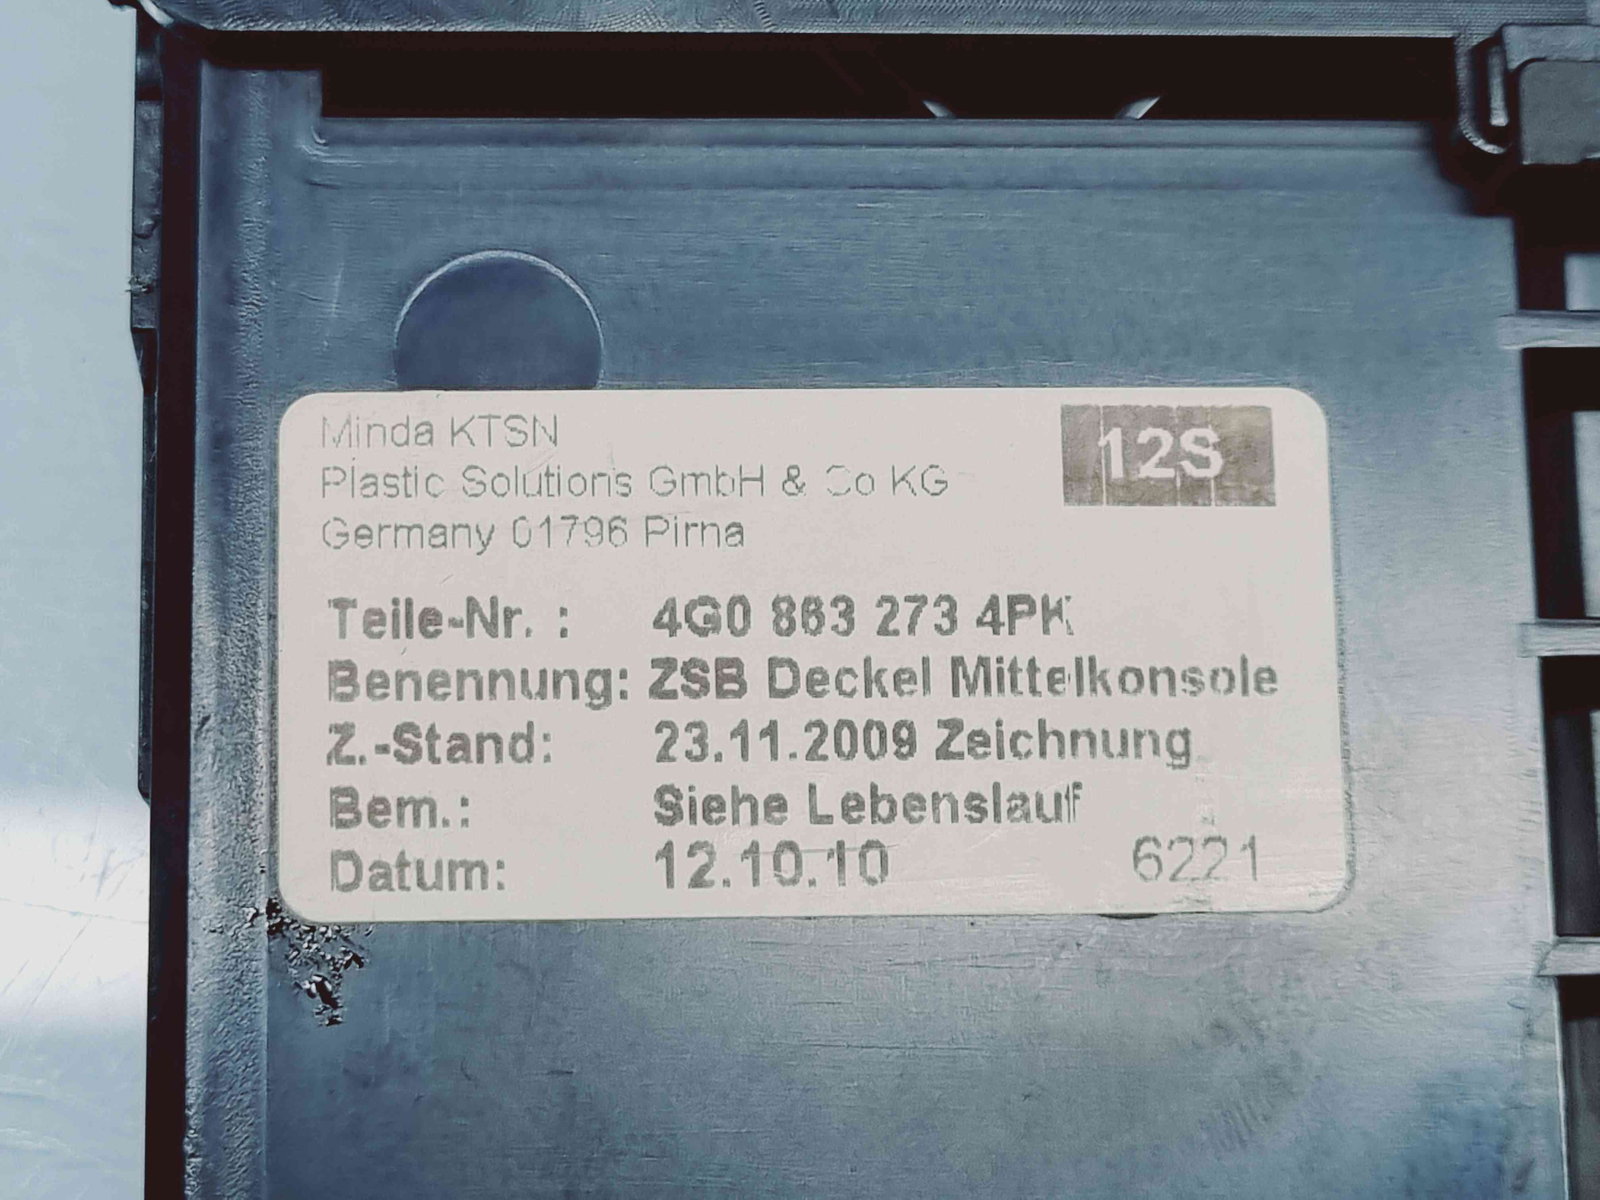 Minda KTSN
12S
Plastic Solutions GmbH & Co KG
Germany 01796 Pirna
Teile-Nr. : 4G0 863 273 4PK
Benennung: ZSB Deckel Mittelkonsole
Z.-Stand: 23.11.2009 Zeichnung
Bem.: Siehe Lebenslauf
Datum: 12.10.10 6221